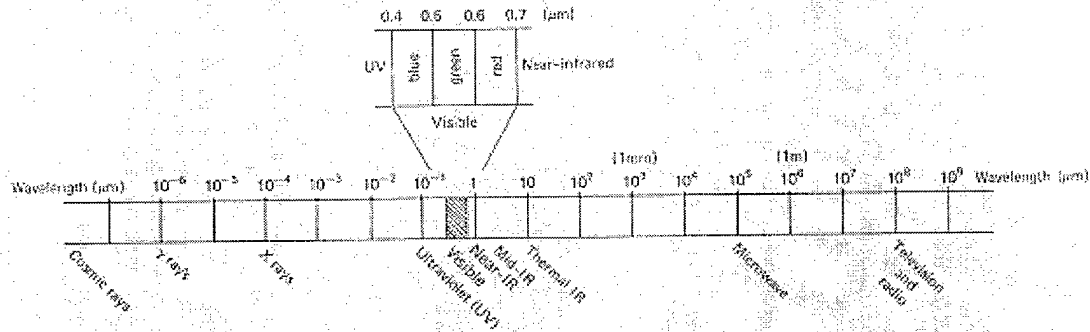 0.4 0.5 0.6 0.7 (μm)
UV blue green red Near-infrared
Visible
(1mm) (1m)
Wavelength (μm) 10⁻⁶ 10⁻⁵ 10⁻⁴ 10⁻³ 10⁻² 10⁻¹ 1 10 10² 10³ 10⁴ 10⁵ 10⁶ 10⁷ 10⁸ 10⁹ Wavelength (μm)
Cosmic rays
γ rays
X rays
Ultraviolet (UV)
Visible
Near-IR
Mid-IR
Thermal IR
Microwave
Television
and
radio